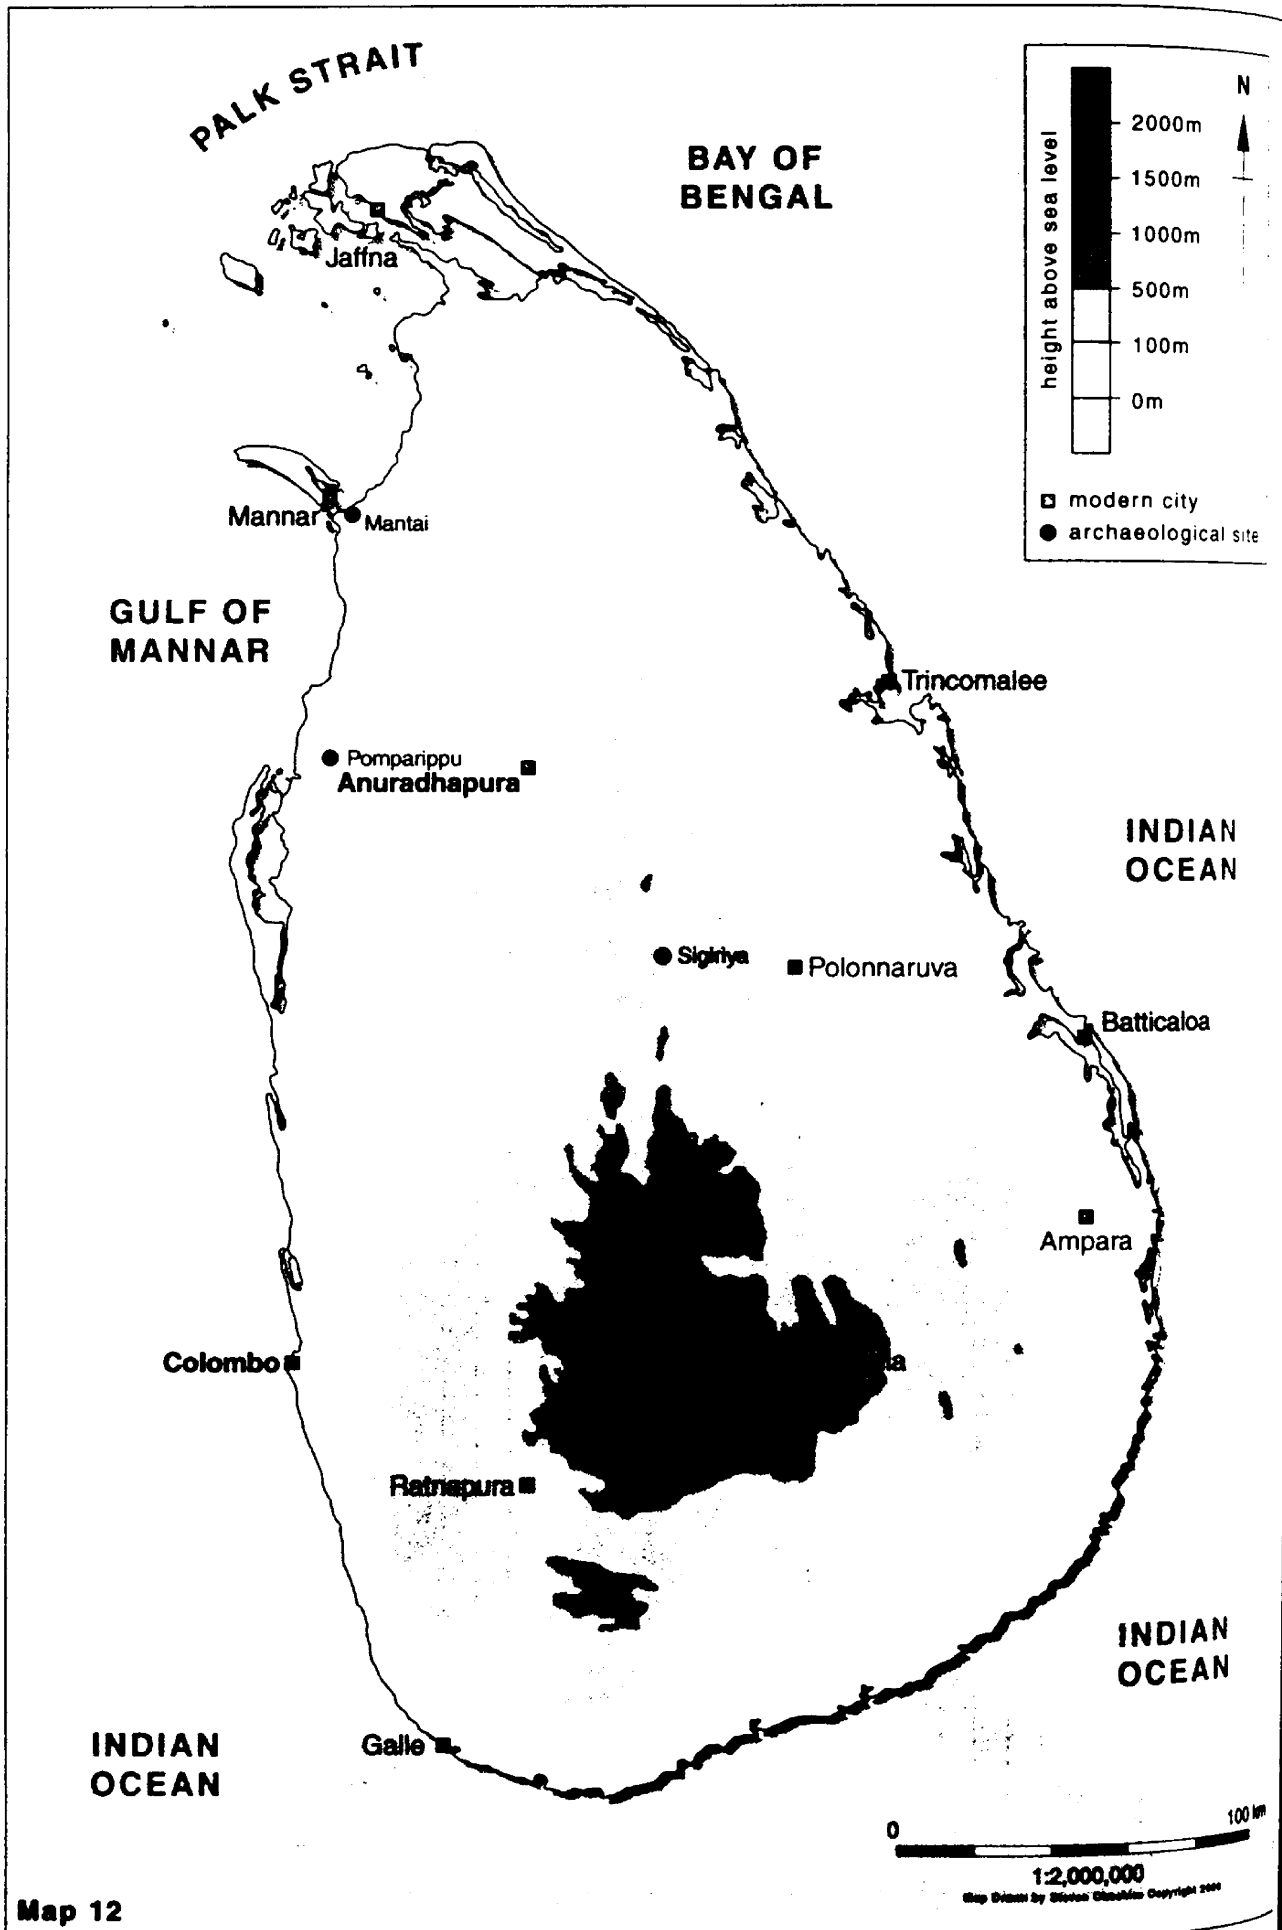 PALK STRAIT
BAY OF
BENGAL
N
height above sea level
2000m
1500m
1000m
500m
100m
0m
modern city
archaeological site
Jaffna
Mannar
Mantai
GULF OF
MANNAR
Trincomalee
Pomparippu
Anuradhapura
INDIAN
OCEAN
Sigiriya
Polonnaruva
Batticaloa
Ampara
Colombo
Ratnapura
INDIAN
OCEAN
INDIAN
OCEAN
Galle
0
100 km
1:2,000,000
Map 12